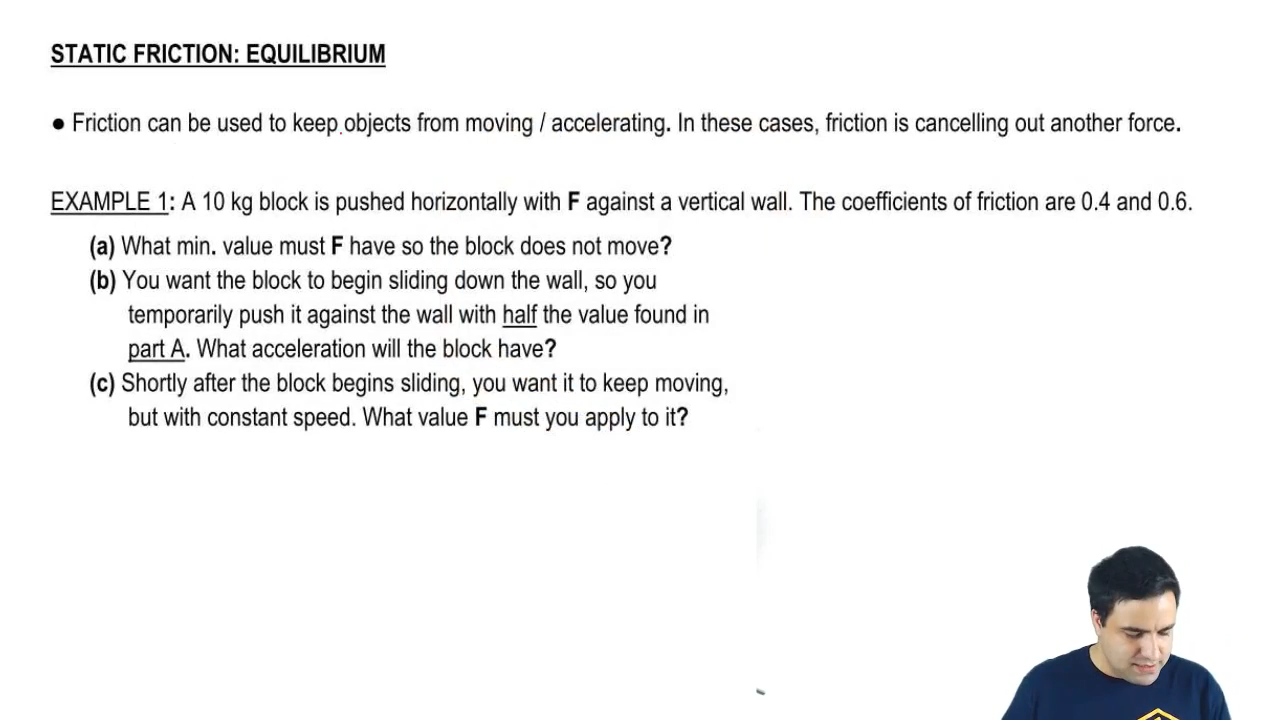 STATIC FRICTION: EQUILIBRIUM
● Friction can be used to keep objects from moving / accelerating. In these cases, friction is cancelling out another force.
EXAMPLE 1: A 10 kg block is pushed horizontally with F against a vertical wall. The coefficients of friction are 0.4 and 0.6.
(a) What min. value must F have so the block does not move?
(b) You want the block to begin sliding down the wall, so you
temporarily push it against the wall with half the value found in
part A. What acceleration will the block have?
(c) Shortly after the block begins sliding, you want it to keep moving,
but with constant speed. What value F must you apply to it?